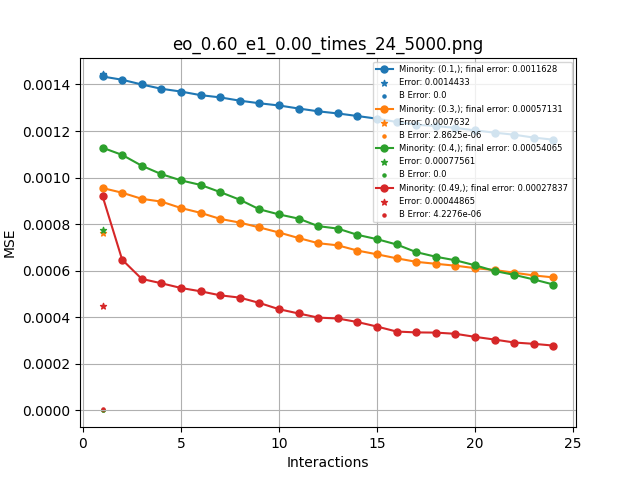 eo_0.60_e1_0.00_times_24_5000.png
Minority: (0.1,); final error: 0.0011628
Error: 0.0014433
B Error: 0.0
Minority: (0.3,); final error: 0.00057131
Error: 0.0007632
B Error: 2.8625e-06
Minority: (0.4,); final error: 0.00054065
Error: 0.00077561
B Error: 0.0
Minority: (0.49,); final error: 0.00027837
Error: 0.00044865
B Error: 4.2276e-06
MSE
0.0014
0.0012
0.0010
0.0008
0.0006
0.0004
0.0002
0.0000
0 5 10 15 20 25
Interactions